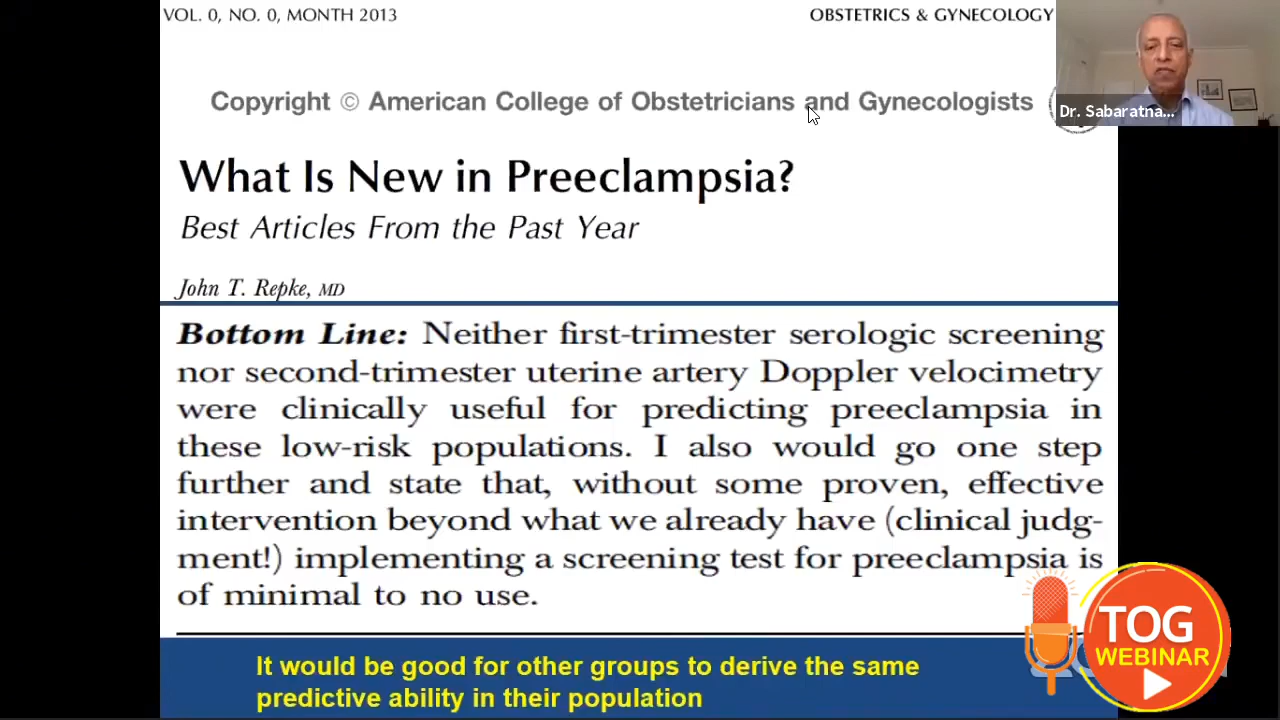 VOL. 0, NO. 0, MONTH 2013
OBSTETRICS & GYNECOLOGY
Copyright © American College of Obstetricians and Gynecologists
Dr. Sabaratna...
What Is New in Preeclampsia?
Best Articles From the Past Year
John T. Repke, MD
Bottom Line: Neither first-trimester serologic screening
nor second-trimester uterine artery Doppler velocimetry
were clinically useful for predicting preeclampsia in
these low-risk populations. I also would go one step
further and state that, without some proven, effective
intervention beyond what we already have (clinical judg-
ment!) implementing a screening test for preeclampsia is
of minimal to no use.
It would be good for other groups to derive the same
predictive ability in their population
TOG
WEBINAR